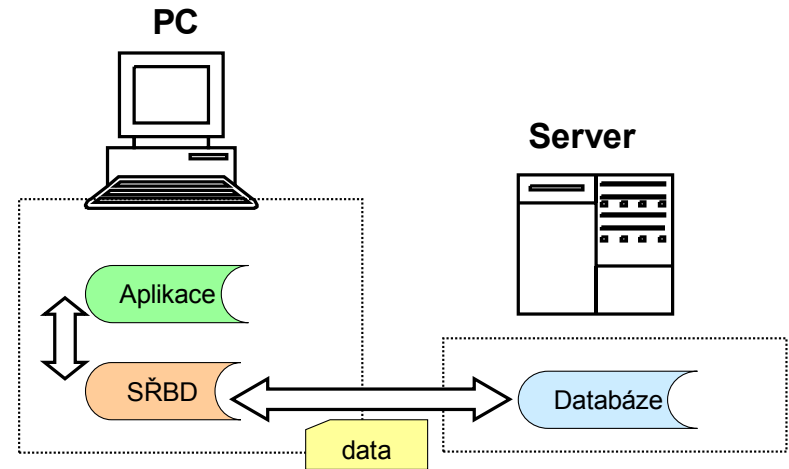 PC
Server
Aplikace
SŘBD
Databáze
data